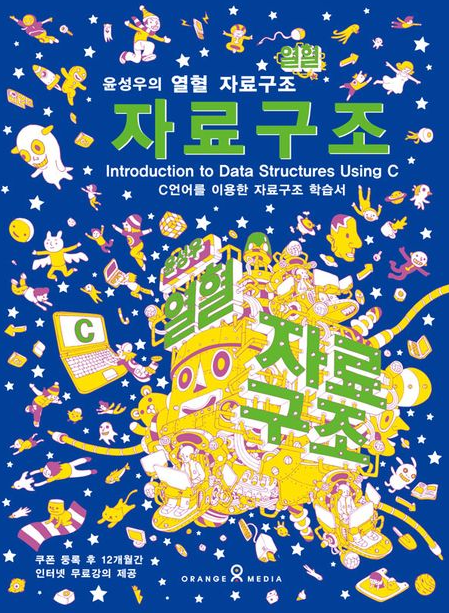 열혈
윤성우의 열혈 자료구조
자료구조
Introduction to Data Structures Using C
C언어를 이용한 자료구조 학습서
C
윤성우
열혈
자료
구조
쿠폰 등록 후 12개월간
인터넷 무료강의 제공
ORANGE MEDIA